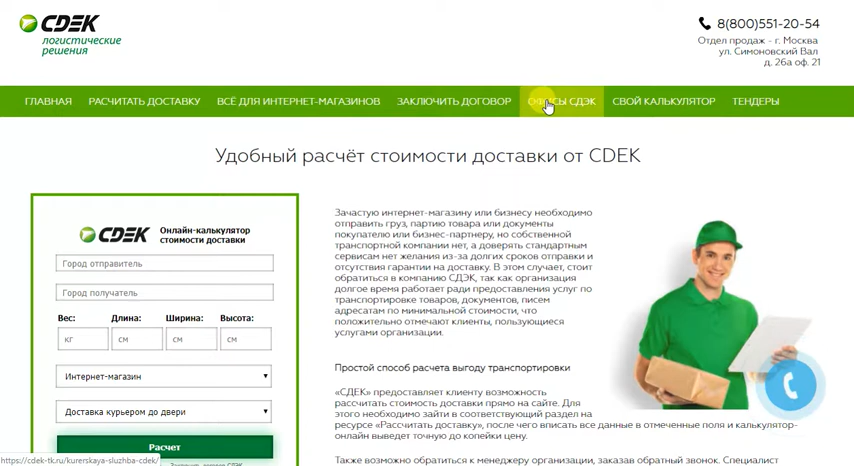 CDEK
логистические
решения
8(800)551-20-54
Отдел продаж - г. Москва
ул. Симоновский Вал
д. 26а оф. 21
ГЛАВНАЯ РАСЧИТАТЬ ДОСТАВКУ ВСЁ ДЛЯ ИНТЕРНЕТ-МАГАЗИНОВ ЗАКЛЮЧИТЬ ДОГОВОР ОФИСЫ СДЭК СВОЙ КАЛЬКУЛЯТОР ТЕНДЕРЫ
Удобный расчёт стоимости доставки от CDEK
CDEK Онлайн-калькулятор
стоимости доставки
Город отправитель
Город получатель
Вес: Длина: Ширина: Высота:
кг см см см
Интернет-магазин
Доставка курьером до двери
Расчет
Заключить договор СДЭК
Зачастую интернет-магазину или бизнесу необходимо
отправить груз, партию товара или документы
покупателю или бизнес-партнеру, но собственной
транспортной компании нет, а доверять стандартным
сервисам нет желания из-за долгих сроков отправки и
отсутствия гарантии на доставку. В этом случае, стоит
обратиться в компанию СДЭК, так как организация
долгое время работает ради предоставления услуг по
транспортировке товаров, документов, писем
адресатам по минимальной стоимости, что
положительно отмечают клиенты, пользующиеся
услугами организации.
Простой способ расчета выгоду транспортировки
«СДЕК» предоставляет клиенту возможность
рассчитать стоимость доставки прямо на сайте. Для
этого необходимо зайти в соответствующий раздел на
ресурсе «Рассчитать доставку», после чего вписать все данные в отмеченные поля и калькулятор-
онлайн выведет точную до копейки цену.
Также возможно обратиться к менеджеру организации, заказав обратный звонок. Специалист
https://cdek-tk.ru/kurerskaya-sluzhba-cdek/